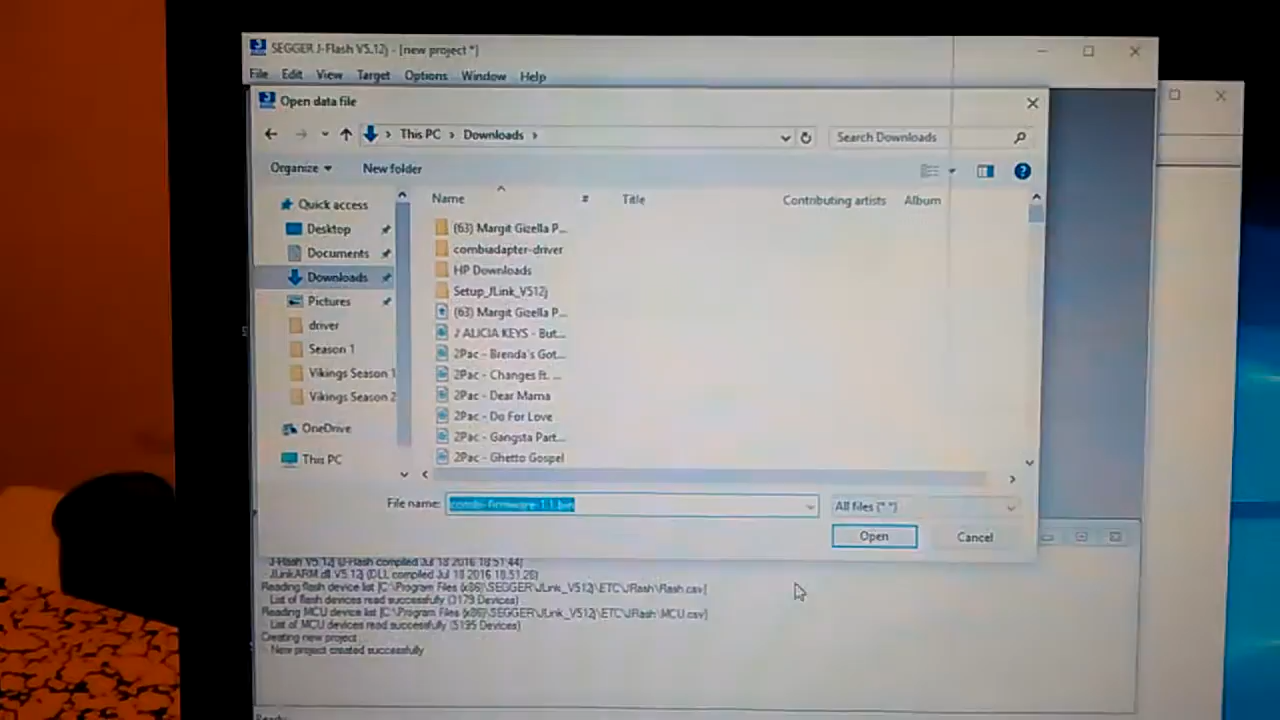 SEGGER J-Flash V5.12j - [new project *]
File Edit View Target Options Window Help
Open data file
This PC > Downloads >
Search Downloads
Organize
New folder
Name # Title Contributing artists Album
Quick access
Desktop
Documents
Downloads
Pictures
driver
Season 1
Vikings Season 1
Vikings Season 2
OneDrive
This PC
(63) Margit Gizella P...
combiadapter-driver
HP Downloads
Setup_JLink_V512j
(63) Margit Gizella P...
♪ ALICIA KEYS - But...
2Pac - Brenda's Got...
2Pac - Changes ft. ...
2Pac - Dear Mama
2Pac - Do For Love
2Pac - Gangsta Part...
2Pac - Ghetto Gospel
File name: combi-firmware-1.1.bin
All files (*.*)
Open Cancel
J-Flash V5.12j (J-Flash compiled Jul 18 2016 18:51:44)
JLinkARM.dll V5.12j (DLL compiled Jul 18 2016 18:51:28)
Reading flash device list [C:\Program Files (x86)\SEGGER\JLink_V512j\ETC\JFlash\Flash.csv]
List of flash devices read successfully (3179 Devices)
Reading MCU device list [C:\Program Files (x86)\SEGGER\JLink_V512j\ETC\JFlash\MCU.csv]
List of MCU devices read successfully (5195 Devices)
Creating new project ...
New project created successfully
Ready